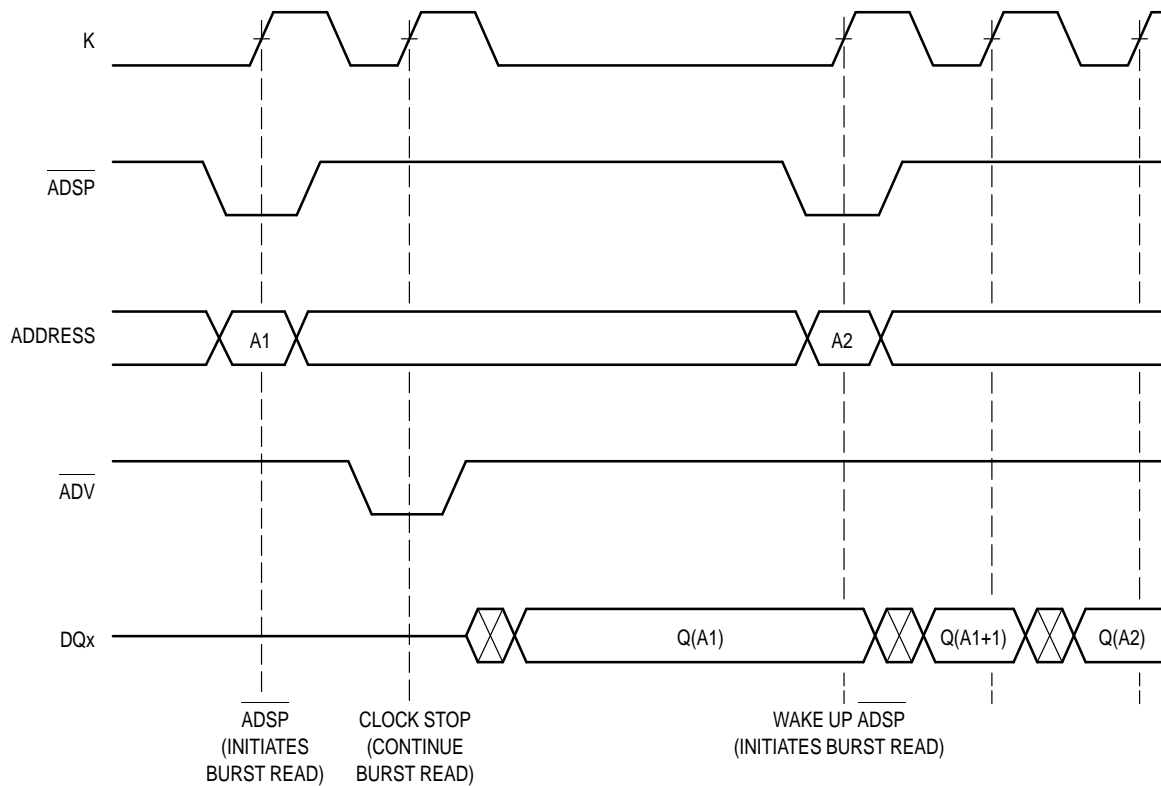 K
ADSP
ADDRESS
A1
A2
ADV
DQx
Q(A1)
Q(A1+1)
Q(A2)
ADSP
(INITIATES
BURST READ)
CLOCK STOP
(CONTINUE
BURST READ)
WAKE UP ADSP
(INITIATES BURST READ)